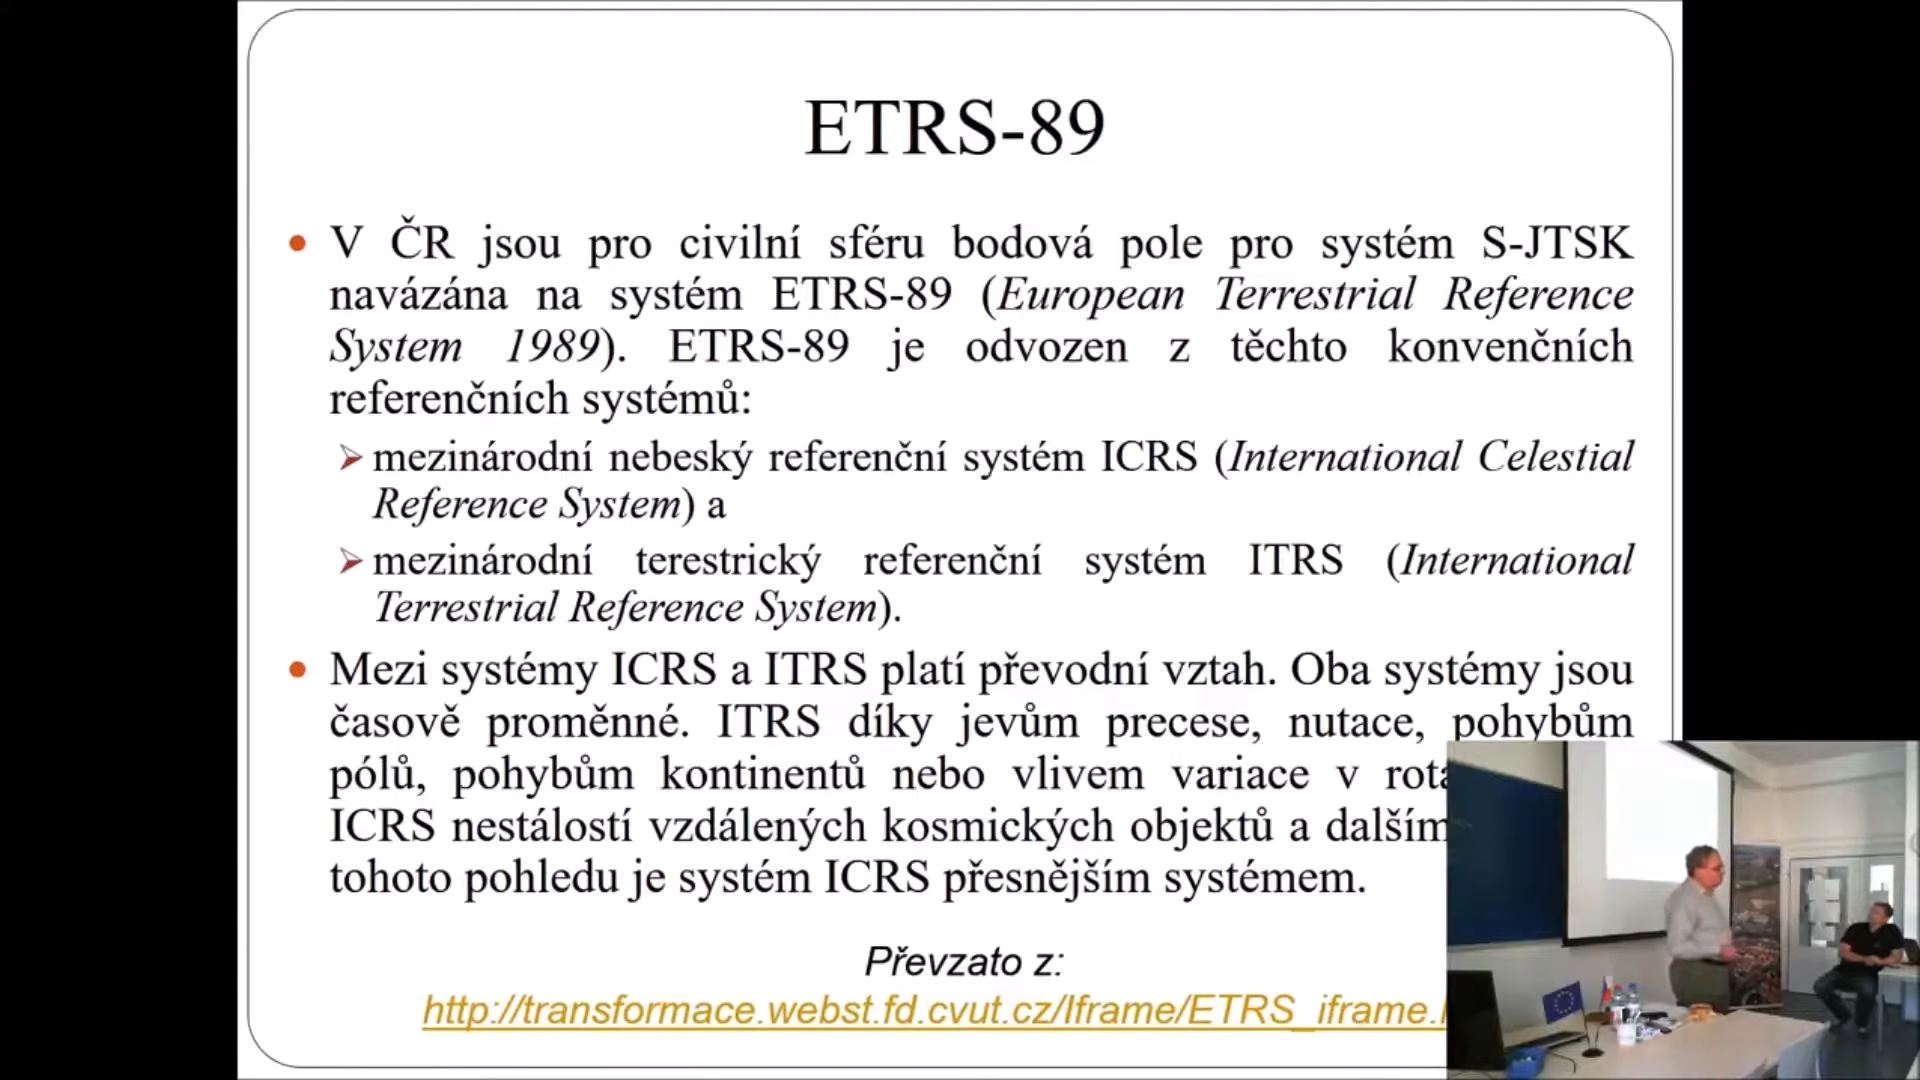 ETRS-89
• V ČR jsou pro civilní sféru bodová pole pro systém S-JTSK
navázána na systém ETRS-89 (European Terrestrial Reference
System 1989). ETRS-89 je odvozen z těchto konvenčních
referenčních systémů:
➢ mezinárodní nebeský referenční systém ICRS (International Celestial
Reference System) a
➢ mezinárodní terestrický referenční systém ITRS (International
Terrestrial Reference System).
• Mezi systémy ICRS a ITRS platí převodní vztah. Oba systémy jsou
časově proměnné. ITRS díky jevům precese, nutace, pohybům
pólů, pohybům kontinentů nebo vlivem variace v
ICRS nestálostí vzdálených kosmických objektů a
tohoto pohledu je systém ICRS přesnějším systémem.
Převzato z:
http://transformace.webst.fd.cvut.cz/Iframe/ETRS_iframe.